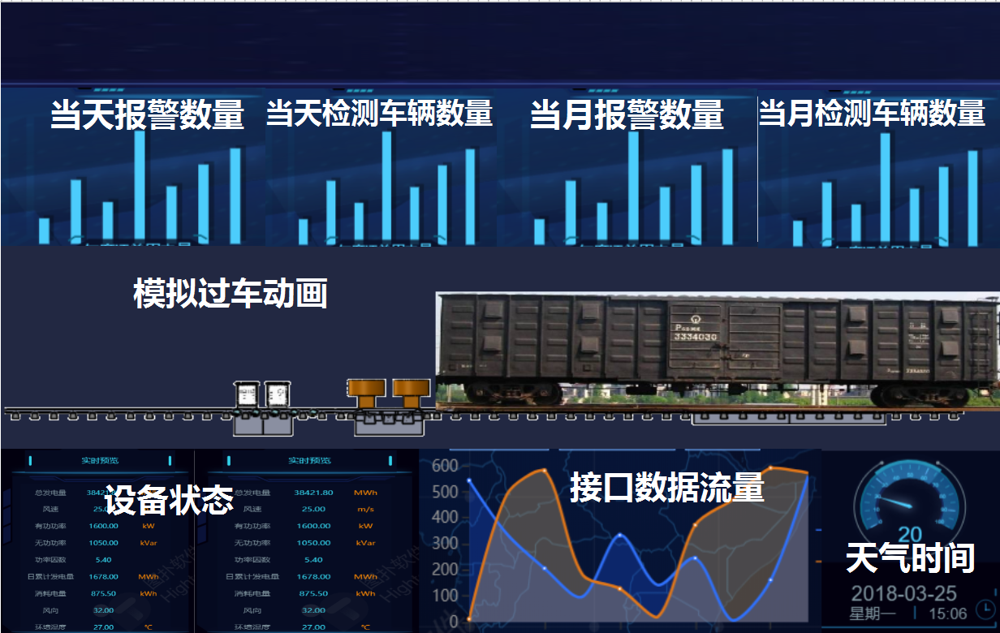 当天报警数量
当天检测车辆数量
当月报警数量
当月检测车辆数量
模拟过车动画
3334030
实时预览
实时预览
总发电量 38421
总发电量 38421.80 MWh
设备状态
风速 25.0
风速 25.00 m/s
有功功率 1600.00 kW
有功功率 1600.00 kW
无功功率 1050.00 kVar
无功功率 1050.00 kVar
功率因数 5.40
功率因数 5.40
日累计发电量 1678.00 MWh
日累计发电量 1678.00 MWh
消耗电量 875.50 kWh
消耗电量 875.50 kWh
风向 32.00
风向 32.00
环境温度 27.00 °C
环境温度 27.00 °C
接口数据流量
600
500
400
300
200
100
0
20
天气时间
2018-03-25
星期一 15:06